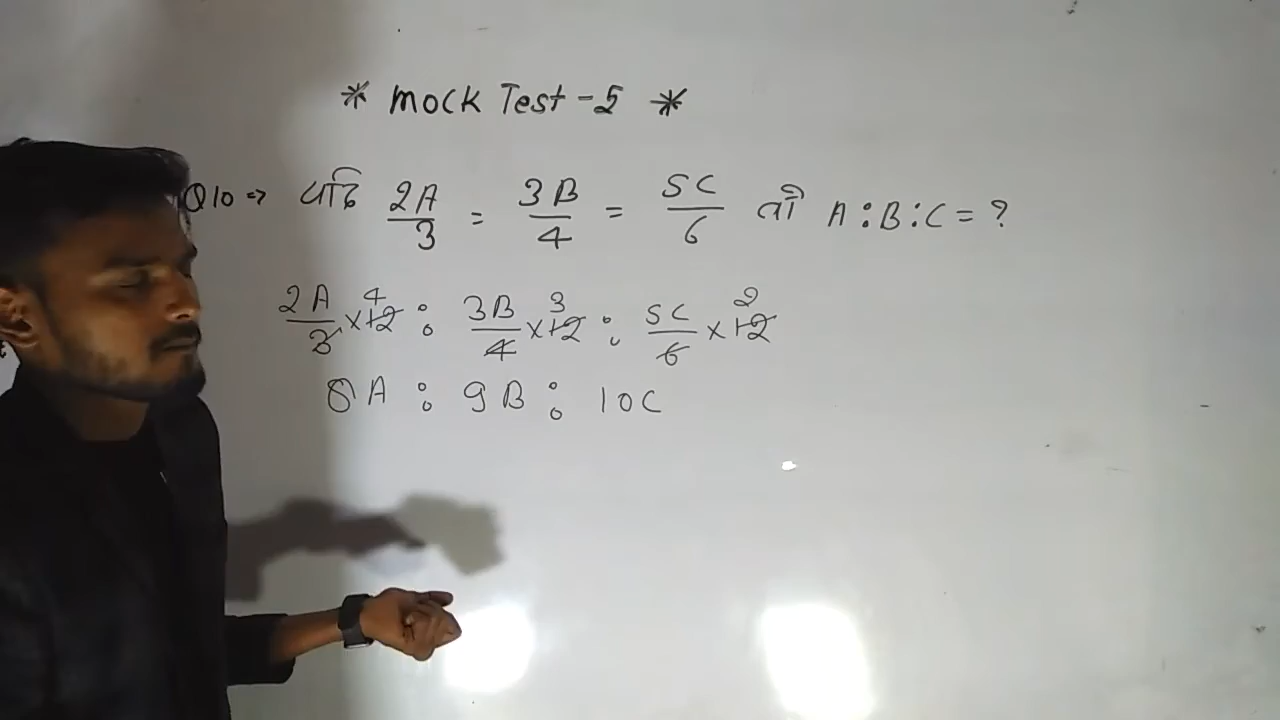 * Mock Test-5 *
Q10 => যদি 2A/3 = 3B/4 = 5C/6 তো A:B:C = ?
2A/3 × 12 4 : 3B/4 × 12 3 : 5C/6 × 12 2
8A : 9B : 10C